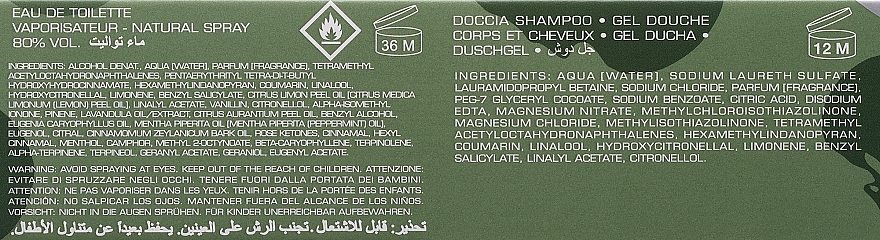 EAU DE TOILETTE
VAPORISATEUR - NATURAL SPRAY
80% VOL. ماء تواليت
36 M
INGREDIENTS: ALCOHOL DENAT., AQUA [WATER], PARFUM [FRAGRANCE], TETRAMETHYL
ACETYLOCTAHYDRONAPHTHALENES, PENTAERYTHRITYL TETRA-DI-T-BUTYL
HYDROXYHYDROCINNAMATE, HEXAMETHYLINDANOPYRAN, COUMARIN, LINALOOL,
HYDROXYCITRONELLAL, LIMONENE, BENZYL SALICYLATE, CITRUS LIMON PEEL OIL [CITRUS MEDICA
LIMONUM (LEMON) PEEL OIL], LINALYL ACETATE, VANILLIN, CITRONELLOL, ALPHA-ISOMETHYL
IONONE, PINENE, LAVANDULA OIL/EXTRACT, CITRUS AURANTIUM PEEL OIL, BENZYL ALCOHOL,
EUGENIA CARYOPHYLLUS OIL, MENTHA PIPERITA OIL [MENTHA PIPERITA (PEPPERMINT) OIL],
EUGENOL, CITRAL, CINNAMOMUM ZEYLANICUM BARK OIL, ROSE KETONES, CINNAMAL, HEXYL
CINNAMAL, MENTHOL, CAMPHOR, METHYL 2-OCTYNOATE, BETA-CARYOPHYLLENE, TERPINOLENE,
ALPHA-TERPINENE, TERPINEOL, GERANYL ACETATE, GERANIOL, EUGENYL ACETATE.
WARNING: AVOID SPRAYING AT EYES. KEEP OUT OF THE REACH OF CHILDREN. ATTENZIONE:
EVITARE DI SPRUZZARE NEGLI OCCHI. TENERE FUORI DALLA PORTATA DEI BAMBINI.
ATTENTION: NE PAS VAPORISER DANS LES YEUX. TENIR HORS DE LA PORTÉE DES ENFANTS.
ATENCIÓN: NO SALPICAR LOS OJOS. MANTENER FUERA DEL ALCANCE DE LOS NIÑOS.
VORSICHT: NICHT IN DIE AUGEN SPRÜHEN. FÜR KINDER UNERREICHBAR AUFBEWAHREN.
تحذير: قابل للاشتعال. تجنب الرش على العينين. يحفظ بعيداً عن متناول الأطفال.
DOCCIA SHAMPOO • GEL DOUCHE
CORPS ET CHEVEUX • GEL DUCHA •
DUSCHGEL • جل دوش
12 M
INGREDIENTS: AQUA [WATER], SODIUM LAURETH SULFATE,
LAURAMIDOPROPYL BETAINE, SODIUM CHLORIDE, PARFUM [FRAGRANCE],
PEG-7 GLYCERYL COCOATE, SODIUM BENZOATE, CITRIC ACID, DISODIUM
EDTA, MAGNESIUM NITRATE, METHYLCHLOROISOTHIAZOLINONE,
MAGNESIUM CHLORIDE, METHYLISOTHIAZOLINONE, TETRAMETHYL
ACETYLOCTAHYDRONAPHTHALENES, HEXAMETHYLINDANOPYRAN,
COUMARIN, LINALOOL, HYDROXYCITRONELLAL, LIMONENE, BENZYL
SALICYLATE, LINALYL ACETATE, CITRONELLOL.